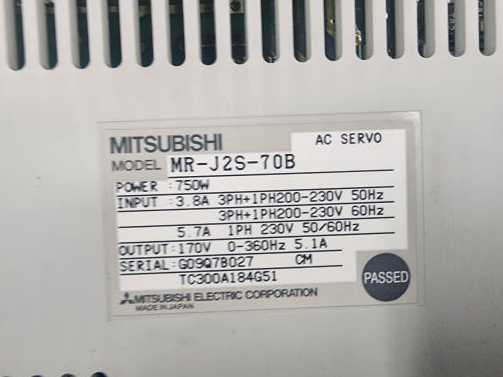 MITSUBISHI AC SERVO
MODEL MR-J2S-70B
POWER :750W
INPUT :3.8A 3PH+1PH200-230V 50Hz
3PH+1PH200-230V 60Hz
5.7A 1PH 230V 50/60Hz
OUTPUT:170V 0-360Hz 5.1A
SERIAL:G09Q7B027 CM
TC300A184G51
PASSED
MITSUBISHI ELECTRIC CORPORATION
MADE IN JAPAN